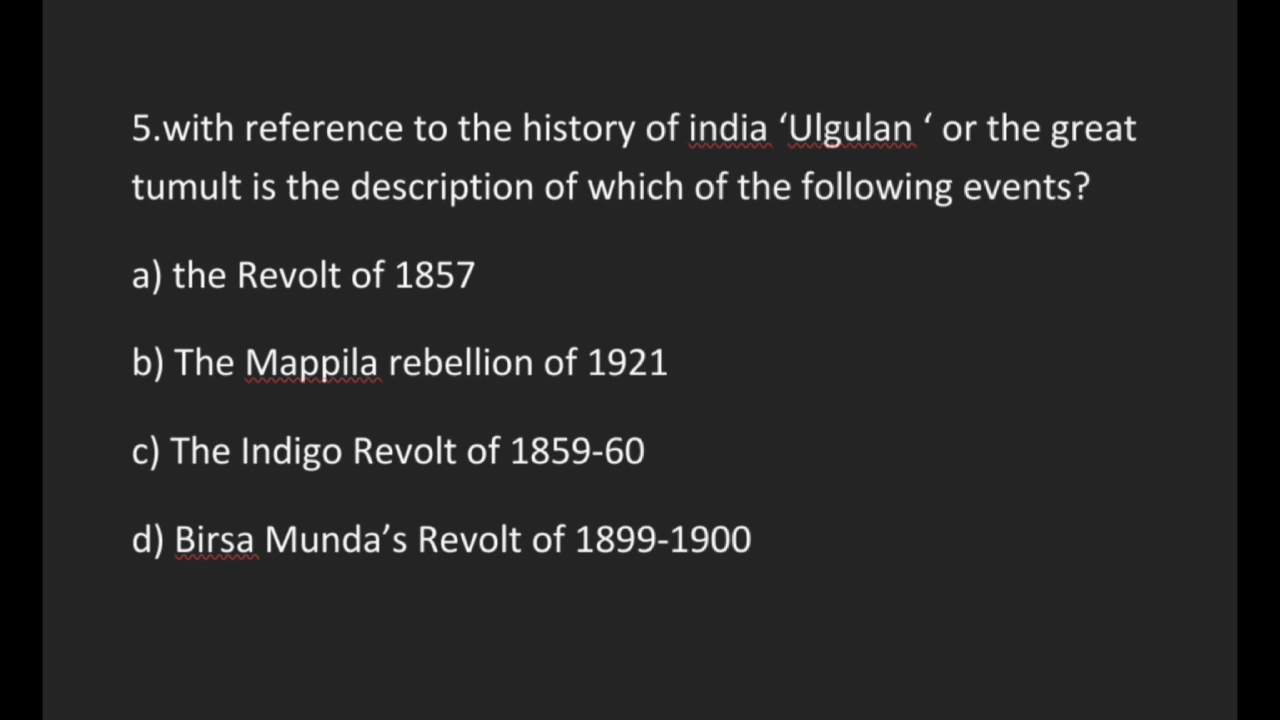 5.with reference to the history of india ‘Ulgulan ‘ or the great
tumult is the description of which of the following events?
a) the Revolt of 1857
b) The Mappila rebellion of 1921
c) The Indigo Revolt of 1859-60
d) Birsa Munda’s Revolt of 1899-1900